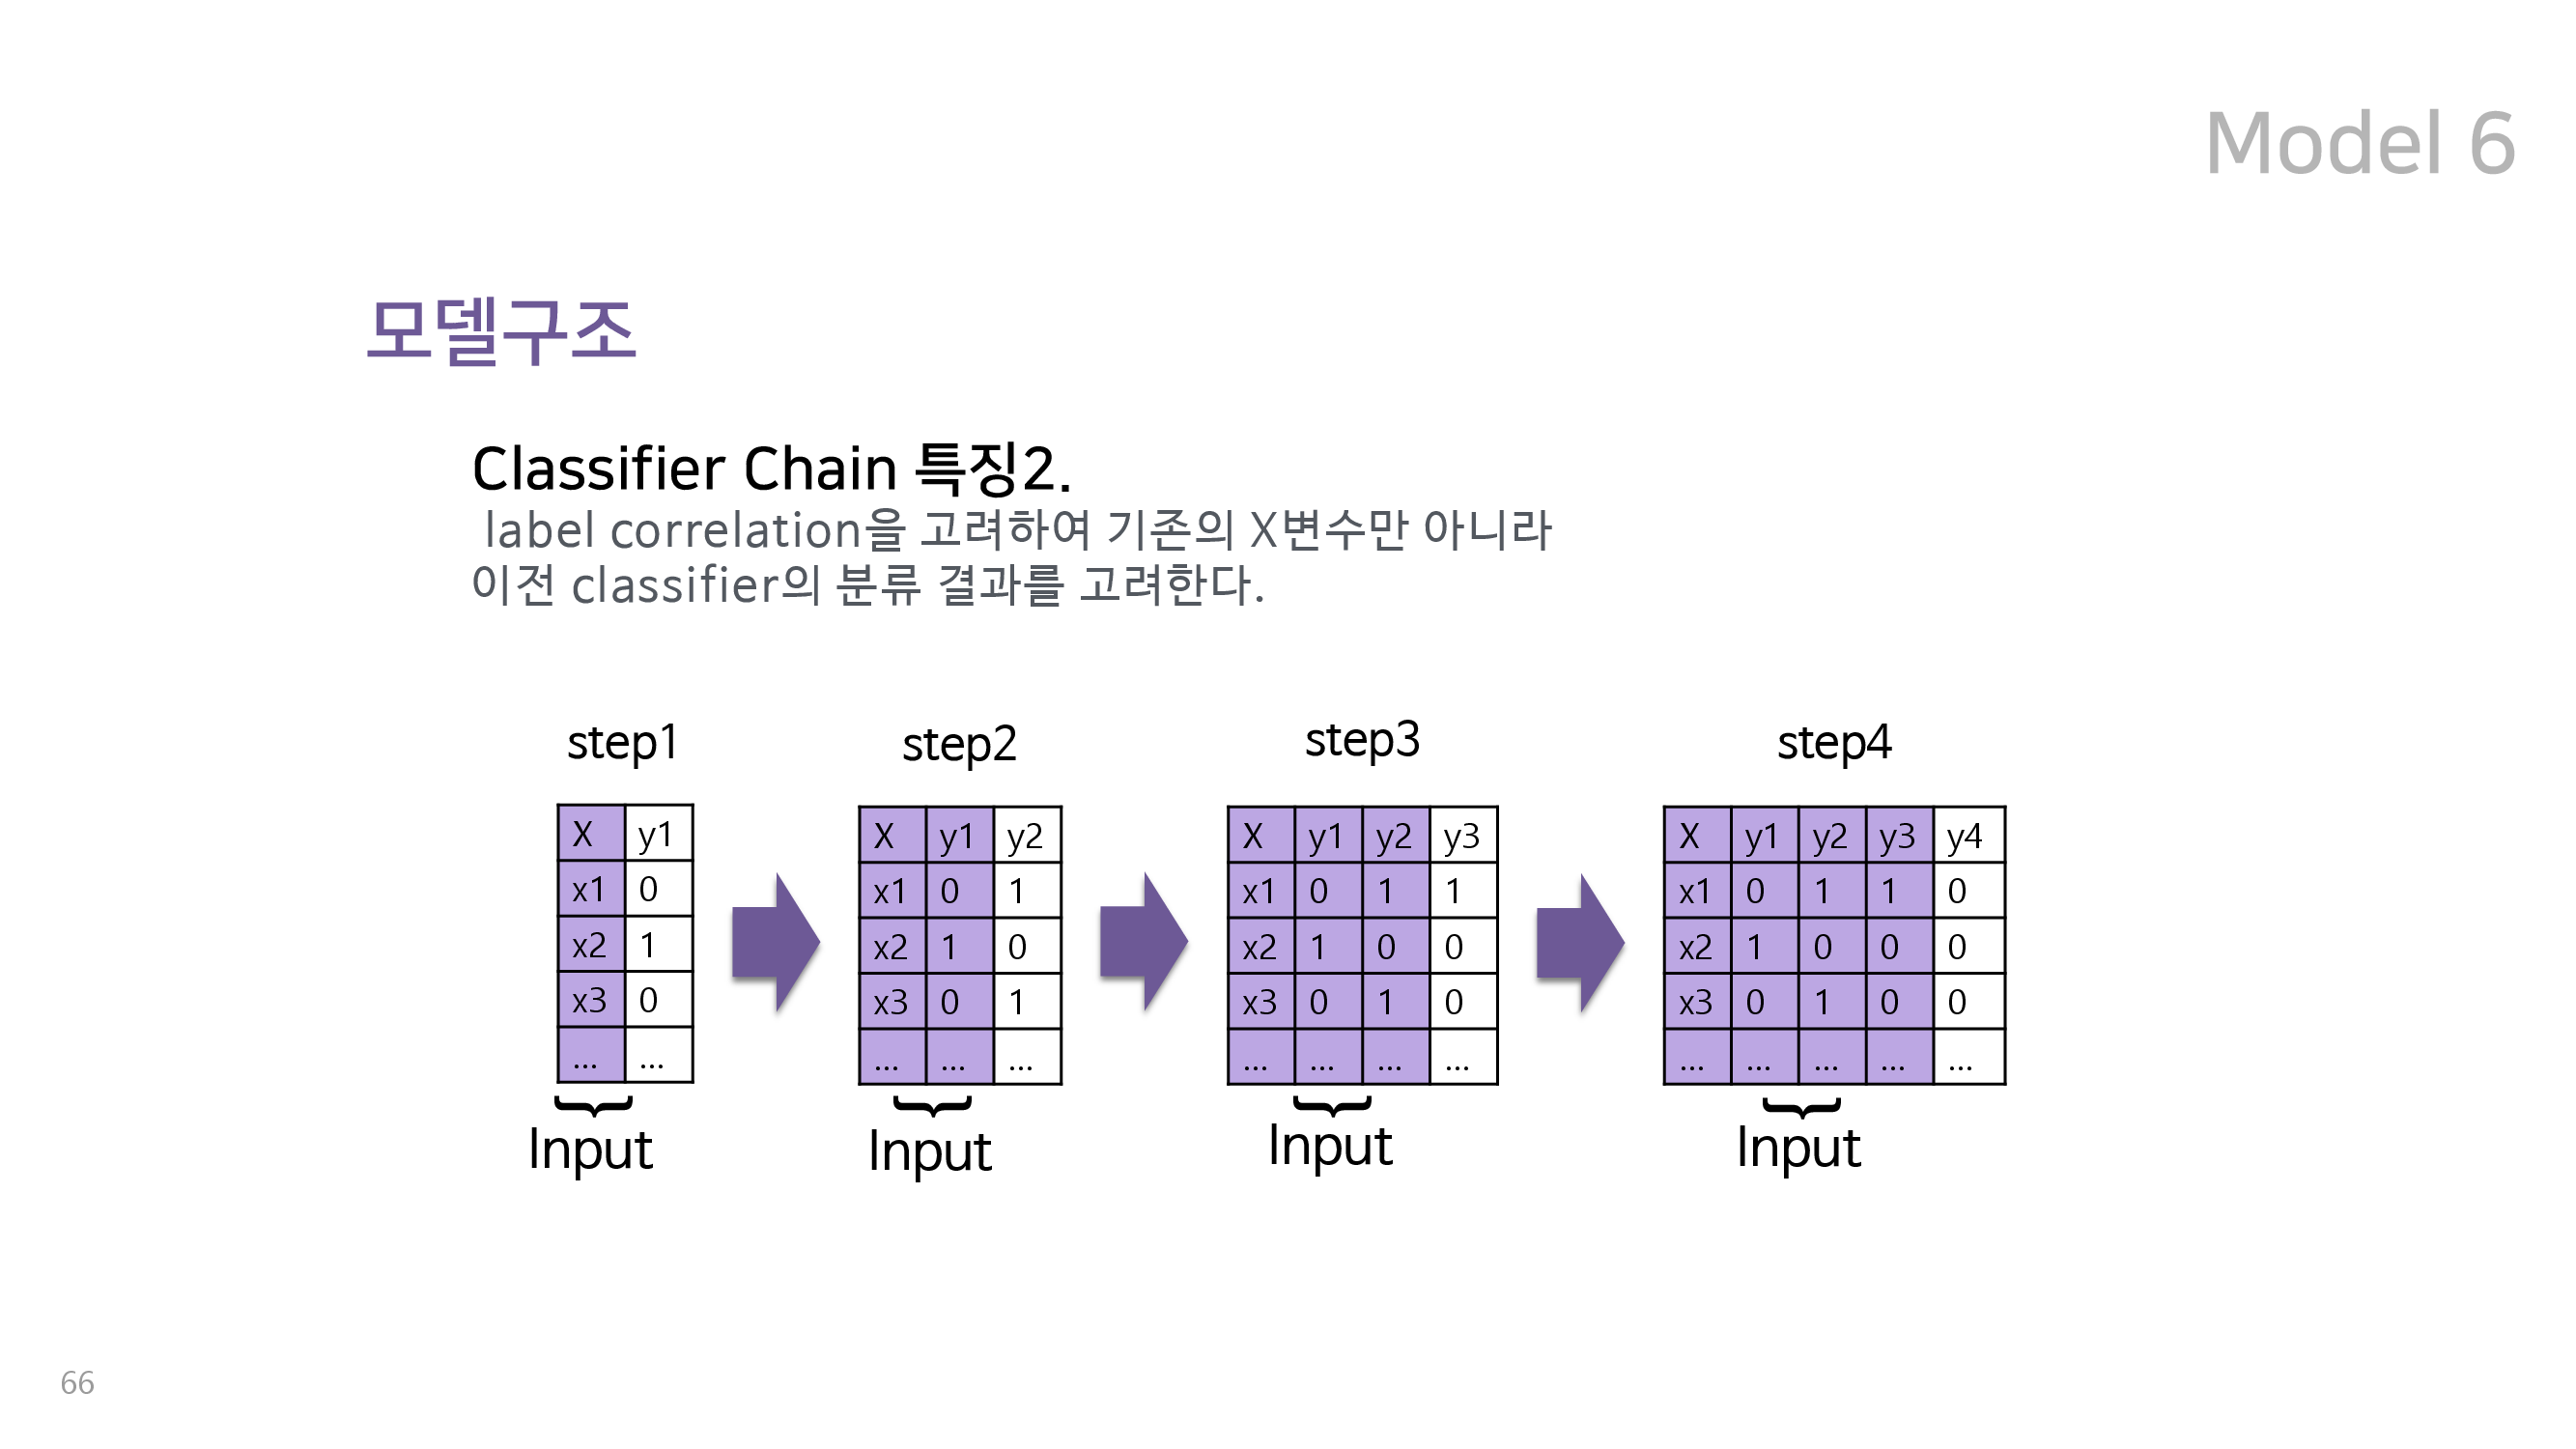 Model 6
모델구조
Classifier Chain 특징2.
label correlation을 고려하여 기존의 X변수만 아니라
이전 classifier의 분류 결과를 고려한다.
step1
X y1
x1 0
x2 1
x3 0
... ...
Input
step2
X y1 y2
x1 0 1
x2 1 0
x3 0 1
... ... ...
Input
step3
X y1 y2 y3
x1 0 1 1
x2 1 0 0
x3 0 1 0
... ... ... ...
Input
step4
X y1 y2 y3 y4
x1 0 1 1 0
x2 1 0 0 0
x3 0 1 0 0
... ... ... ... ...
Input
66